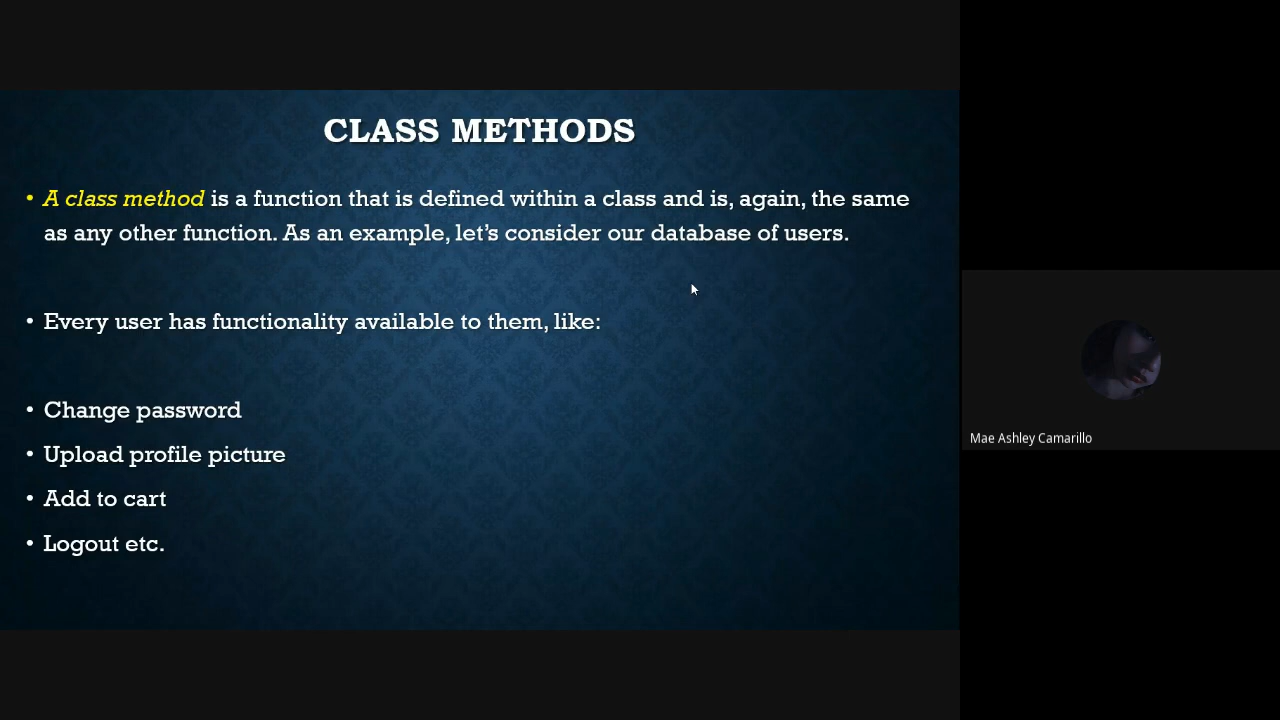 CLASS METHODS
• A class method is a function that is defined within a class and is, again, the same
as any other function. As an example, let’s consider our database of users.
• Every user has functionality available to them, like:
• Change password
• Upload profile picture
• Add to cart
• Logout etc.
Mae Ashley Camarillo